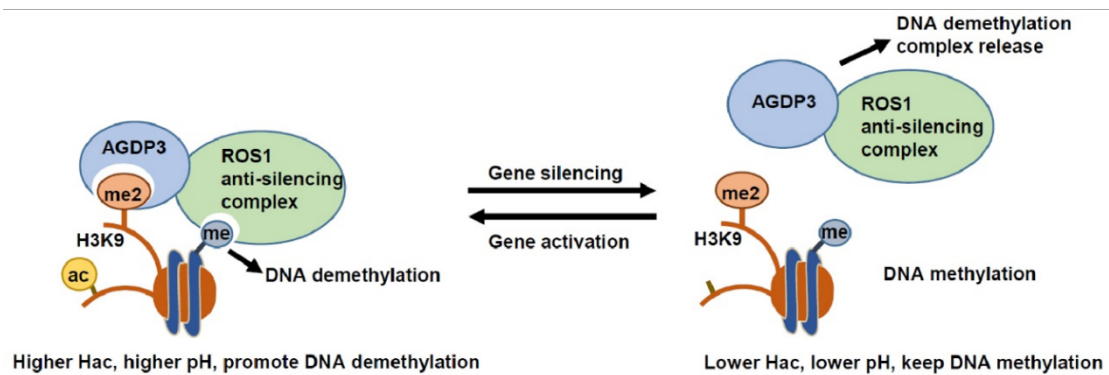 AGDP3
ROS1
anti-silencing
complex
me2
H3K9
me
ac
DNA demethylation
Higher Hac, higher pH, promote DNA demethylation
Gene silencing
Gene activation
DNA demethylation
complex release
AGDP3
ROS1
anti-silencing
complex
me2
H3K9
me
DNA methylation
Lower Hac, lower pH, keep DNA methylation